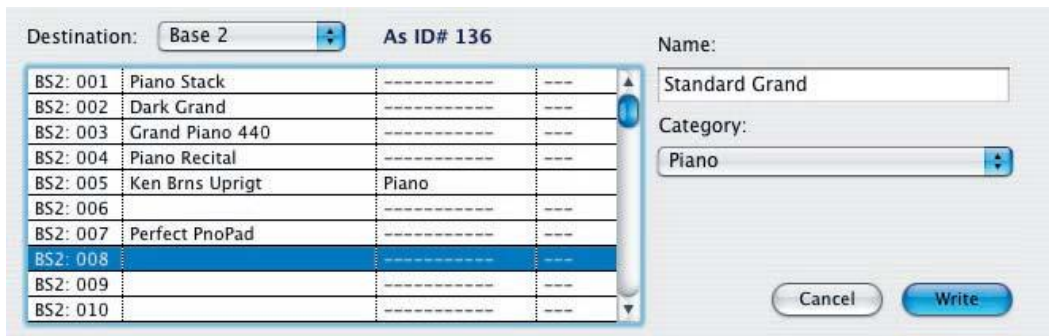 Destination: Base 2 As ID# 136
BS2: 001 Piano Stack ----------- ---
BS2: 002 Dark Grand ----------- ---
BS2: 003 Grand Piano 440 ----------- ---
BS2: 004 Piano Recital ----------- ---
BS2: 005 Ken Brns Uprigt Piano
BS2: 006 ----------- ---
BS2: 007 Perfect PnoPad ----------- ---
BS2: 008 ----------- ---
BS2: 009 ----------- ---
BS2: 010 ----------- ---
Name:
Standard Grand
Category:
Piano
Cancel Write